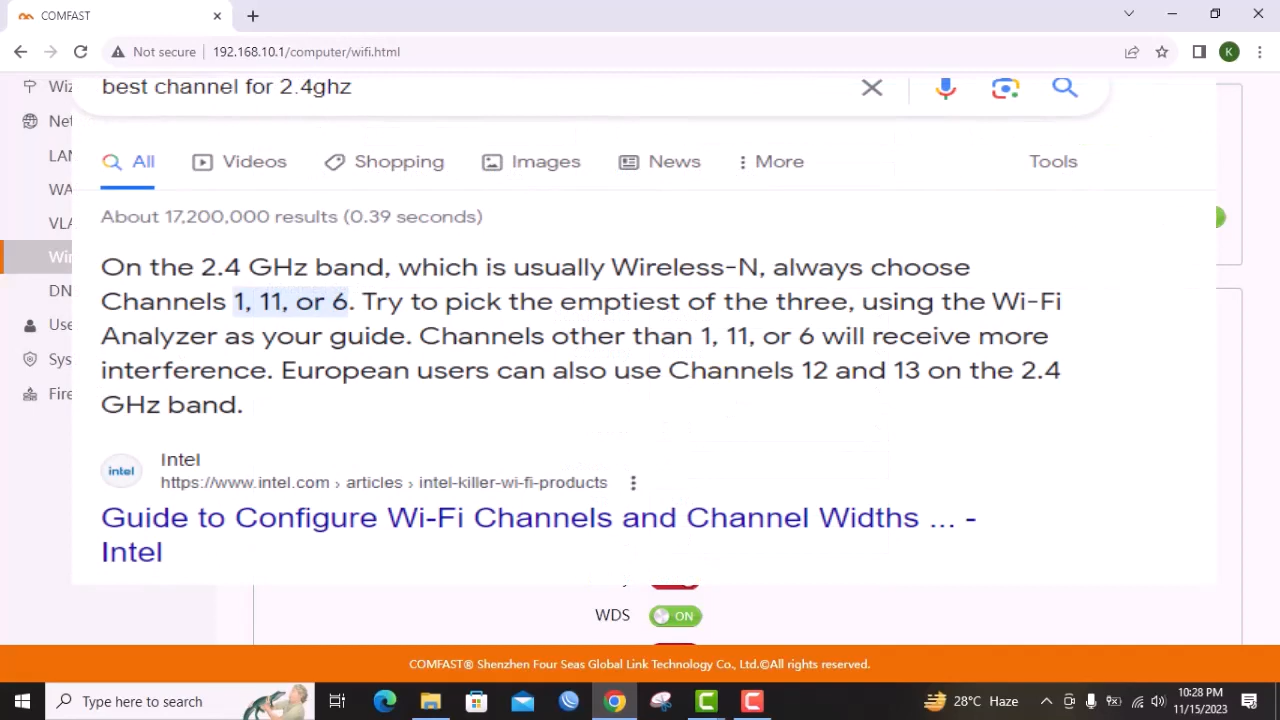 COMFAST
Not secure
192.168.10.1/computer/wifi.html
K
best channel for 2.4ghz
All
Videos
Shopping
Images
News
More
Tools
About 17,200,000 results (0.39 seconds)
On the 2.4 GHz band, which is usually Wireless-N, always choose
Channels 1, 11, or 6. Try to pick the emptiest of the three, using the Wi-Fi
Analyzer as your guide. Channels other than 1, 11, or 6 will receive more
interference. European users can also use Channels 12 and 13 on the 2.4
GHz band.
intel
Intel
https://www.intel.com › articles › intel-killer-wi-fi-products
Guide to Configure Wi-Fi Channels and Channel Widths ... -
Intel
WDS
ON
COMFAST® Shenzhen Four Seas Global Link Technology Co., Ltd.©All rights reserved.
Type here to search
28°C Haze
10:28 PM
11/15/2023